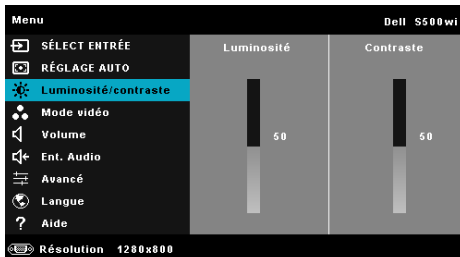 Menu Dell S500wi
SÉLECT ENTRÉE
RÉGLAGE AUTO
Luminosité/contraste
Mode vidéo
Volume
Ent. Audio
Avancé
Langue
? Aide
Luminosité Contraste
50 50
Résolution 1280x800